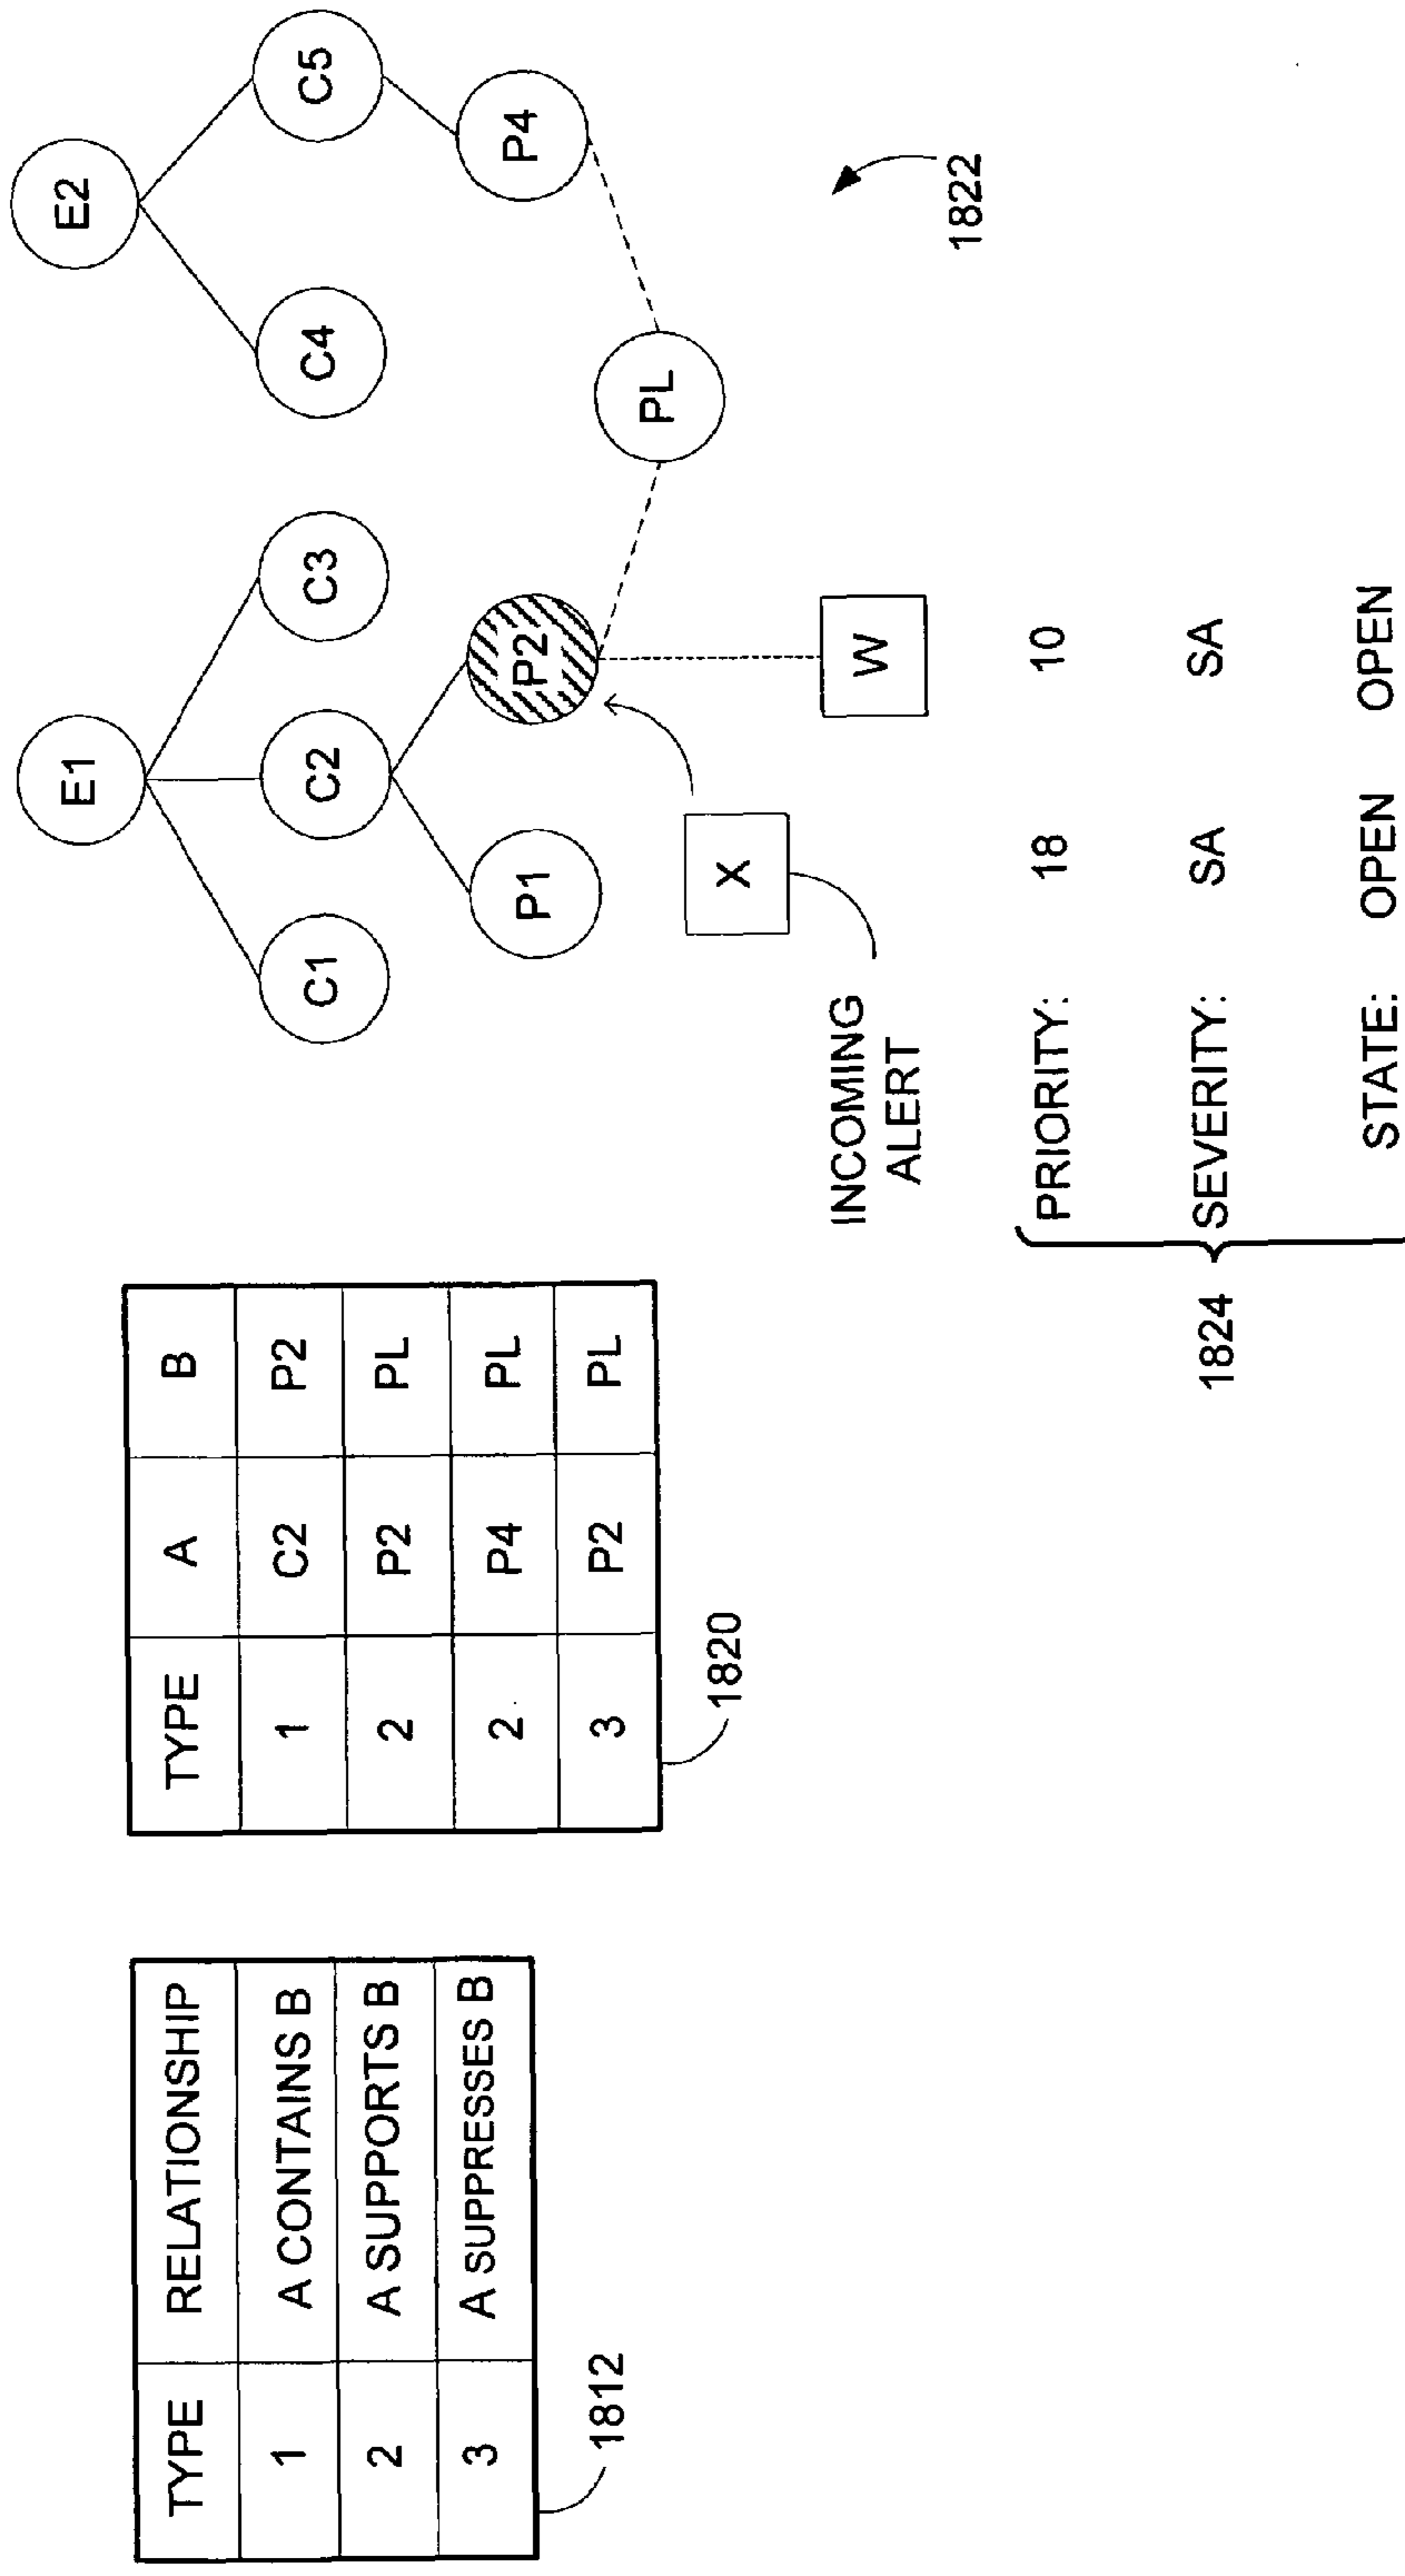 TYPE RELATIONSHIP
1 A CONTAINS B
2 A SUPPORTS B
3 A SUPPRESSES B
1812
TYPE A B
1 C2 P2
2 P2 PL
2 P4 PL
3 P2 PL
1820
E1 E2
C1 C2 C3 C4 C5
P1 P2 P4
PL
X
W
INCOMING
ALERT
1822
PRIORITY: 18 10
1824 SEVERITY: SA SA
STATE: OPEN OPEN